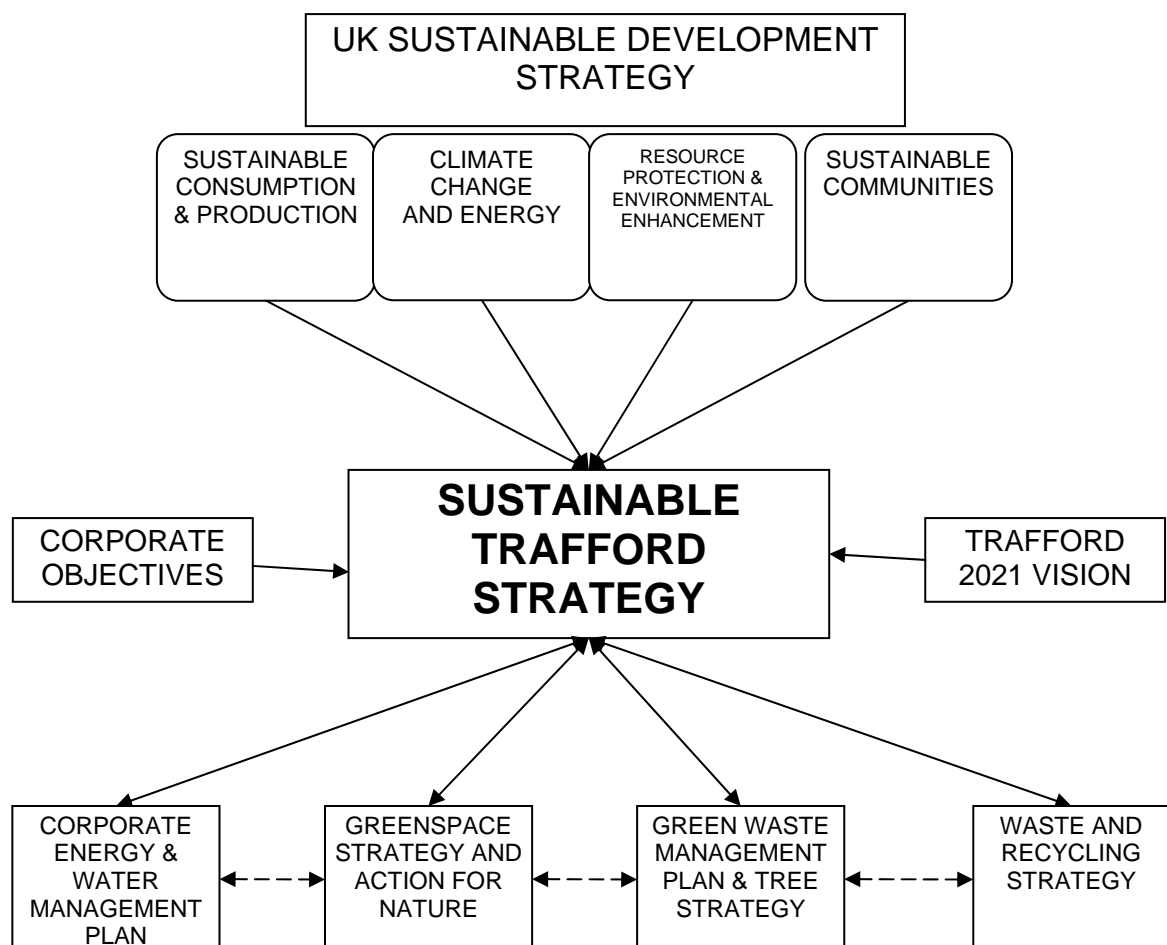 UK SUSTAINABLE DEVELOPMENT
STRATEGY
SUSTAINABLE
CONSUMPTION
& PRODUCTION
CLIMATE
CHANGE
AND ENERGY
RESOURCE
PROTECTION &
ENVIRONMENTAL
ENHANCEMENT
SUSTAINABLE
COMMUNITIES
CORPORATE
OBJECTIVES
SUSTAINABLE
TRAFFORD
STRATEGY
TRAFFORD
2021 VISION
CORPORATE
ENERGY &
WATER
MANAGEMENT
PLAN
GREENSPACE
STRATEGY AND
ACTION FOR
NATURE
GREEN WASTE
MANAGEMENT
PLAN & TREE
STRATEGY
WASTE AND
RECYCLING
STRATEGY